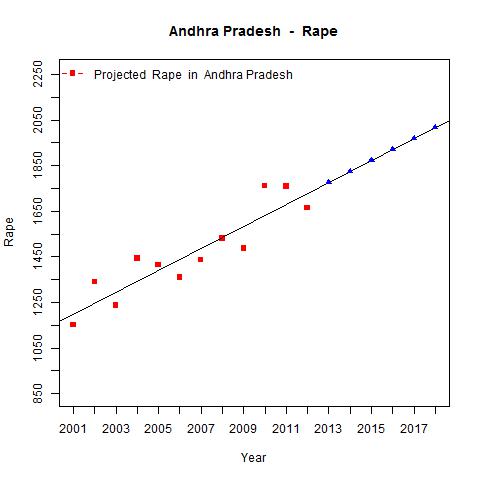 Andhra Pradesh - Rape
Projected Rape in Andhra Pradesh
2250
2050
1850
1650
1450
1250
1050
850
Rape
2001 2003 2005 2007 2009 2011 2013 2015 2017
Year